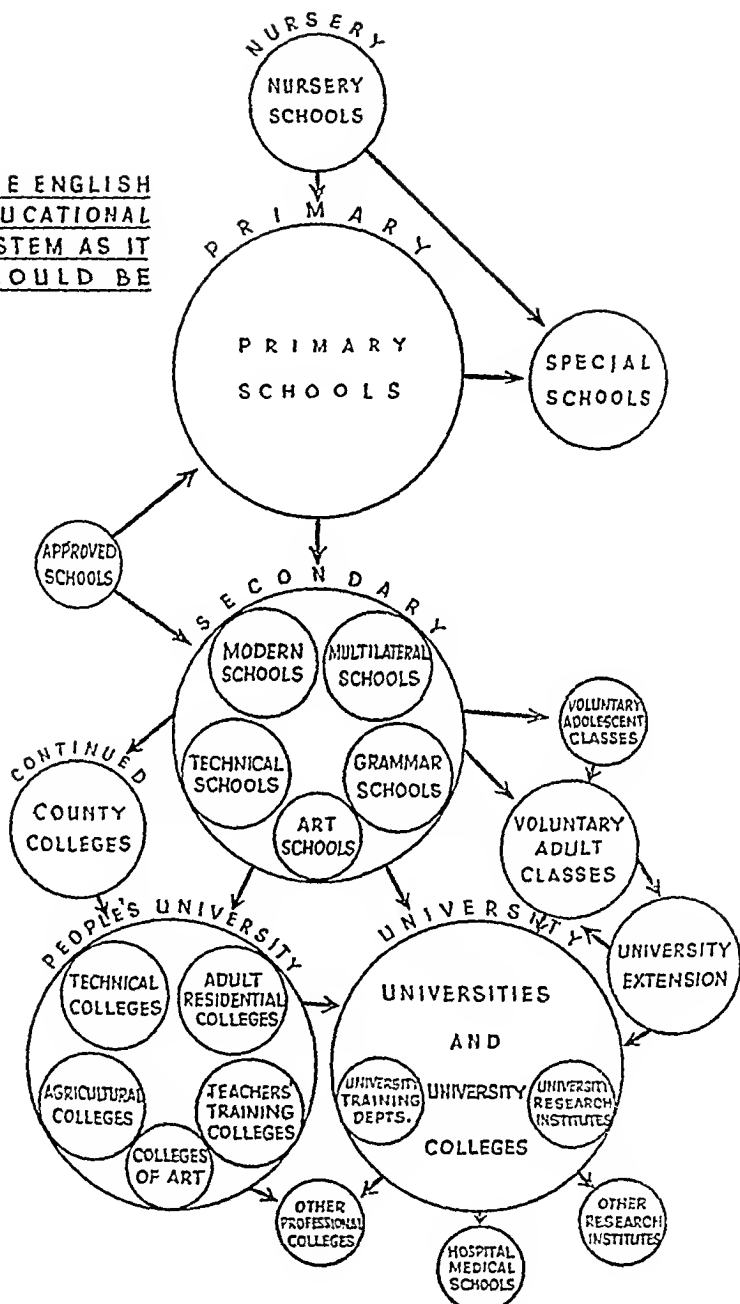 NURSERY
NURSERY
SCHOOLS
E ENGLISH
UCATIONAL
STEM AS IT
OULD BE
PRIMARY
PRIMARY
SCHOOLS
SPECIAL
SCHOOLS
APPROVED
SCHOOLS
SECONDARY
MODERN
SCHOOLS
MULTILATERAL
SCHOOLS
TECHNICAL
SCHOOLS
GRAMMAR
SCHOOLS
ART
SCHOOLS
VOLUNTARY
ADOLESCENT
CLASSES
CONTINUED
COUNTY
COLLEGES
VOLUNTARY
ADULT
CLASSES
UNIVERSITY
EXTENSION
PEOPLE'S UNIVERSITY
TECHNICAL
COLLEGES
ADULT
RESIDENTIAL
COLLEGES
AGRICULTURAL
COLLEGES
TEACHERS'
TRAINING
COLLEGES
COLLEGES
OF ART
UNIVERSITY
UNIVERSITIES
AND
UNIVERSITY
COLLEGES
UNIVERSITY
TRAINING
DEPTS.
UNIVERSITY
RESEARCH
INSTITUTES
OTHER
PROFESSIONAL
COLLEGES
HOSPITAL
MEDICAL
SCHOOLS
OTHER
RESEARCH
INSTITUTES